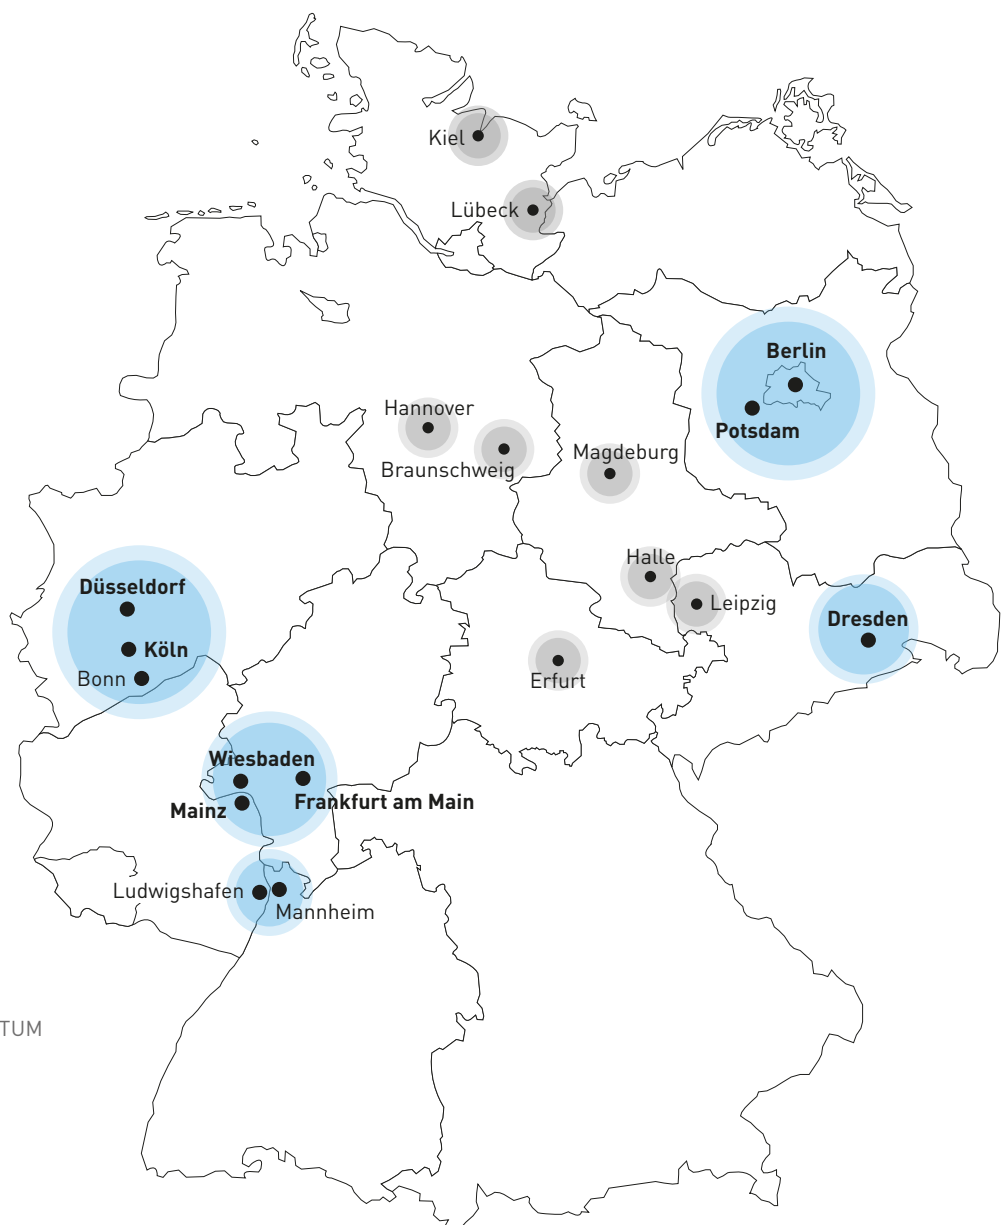 Kiel
Lübeck
Berlin
Potsdam
Hannover
Braunschweig
Magdeburg
Halle
Leipzig
Düsseldorf
Köln
Bonn
Dresden
Erfurt
Wiesbaden
Frankfurt am Main
Mainz
Ludwigshafen
Mannheim
TUM